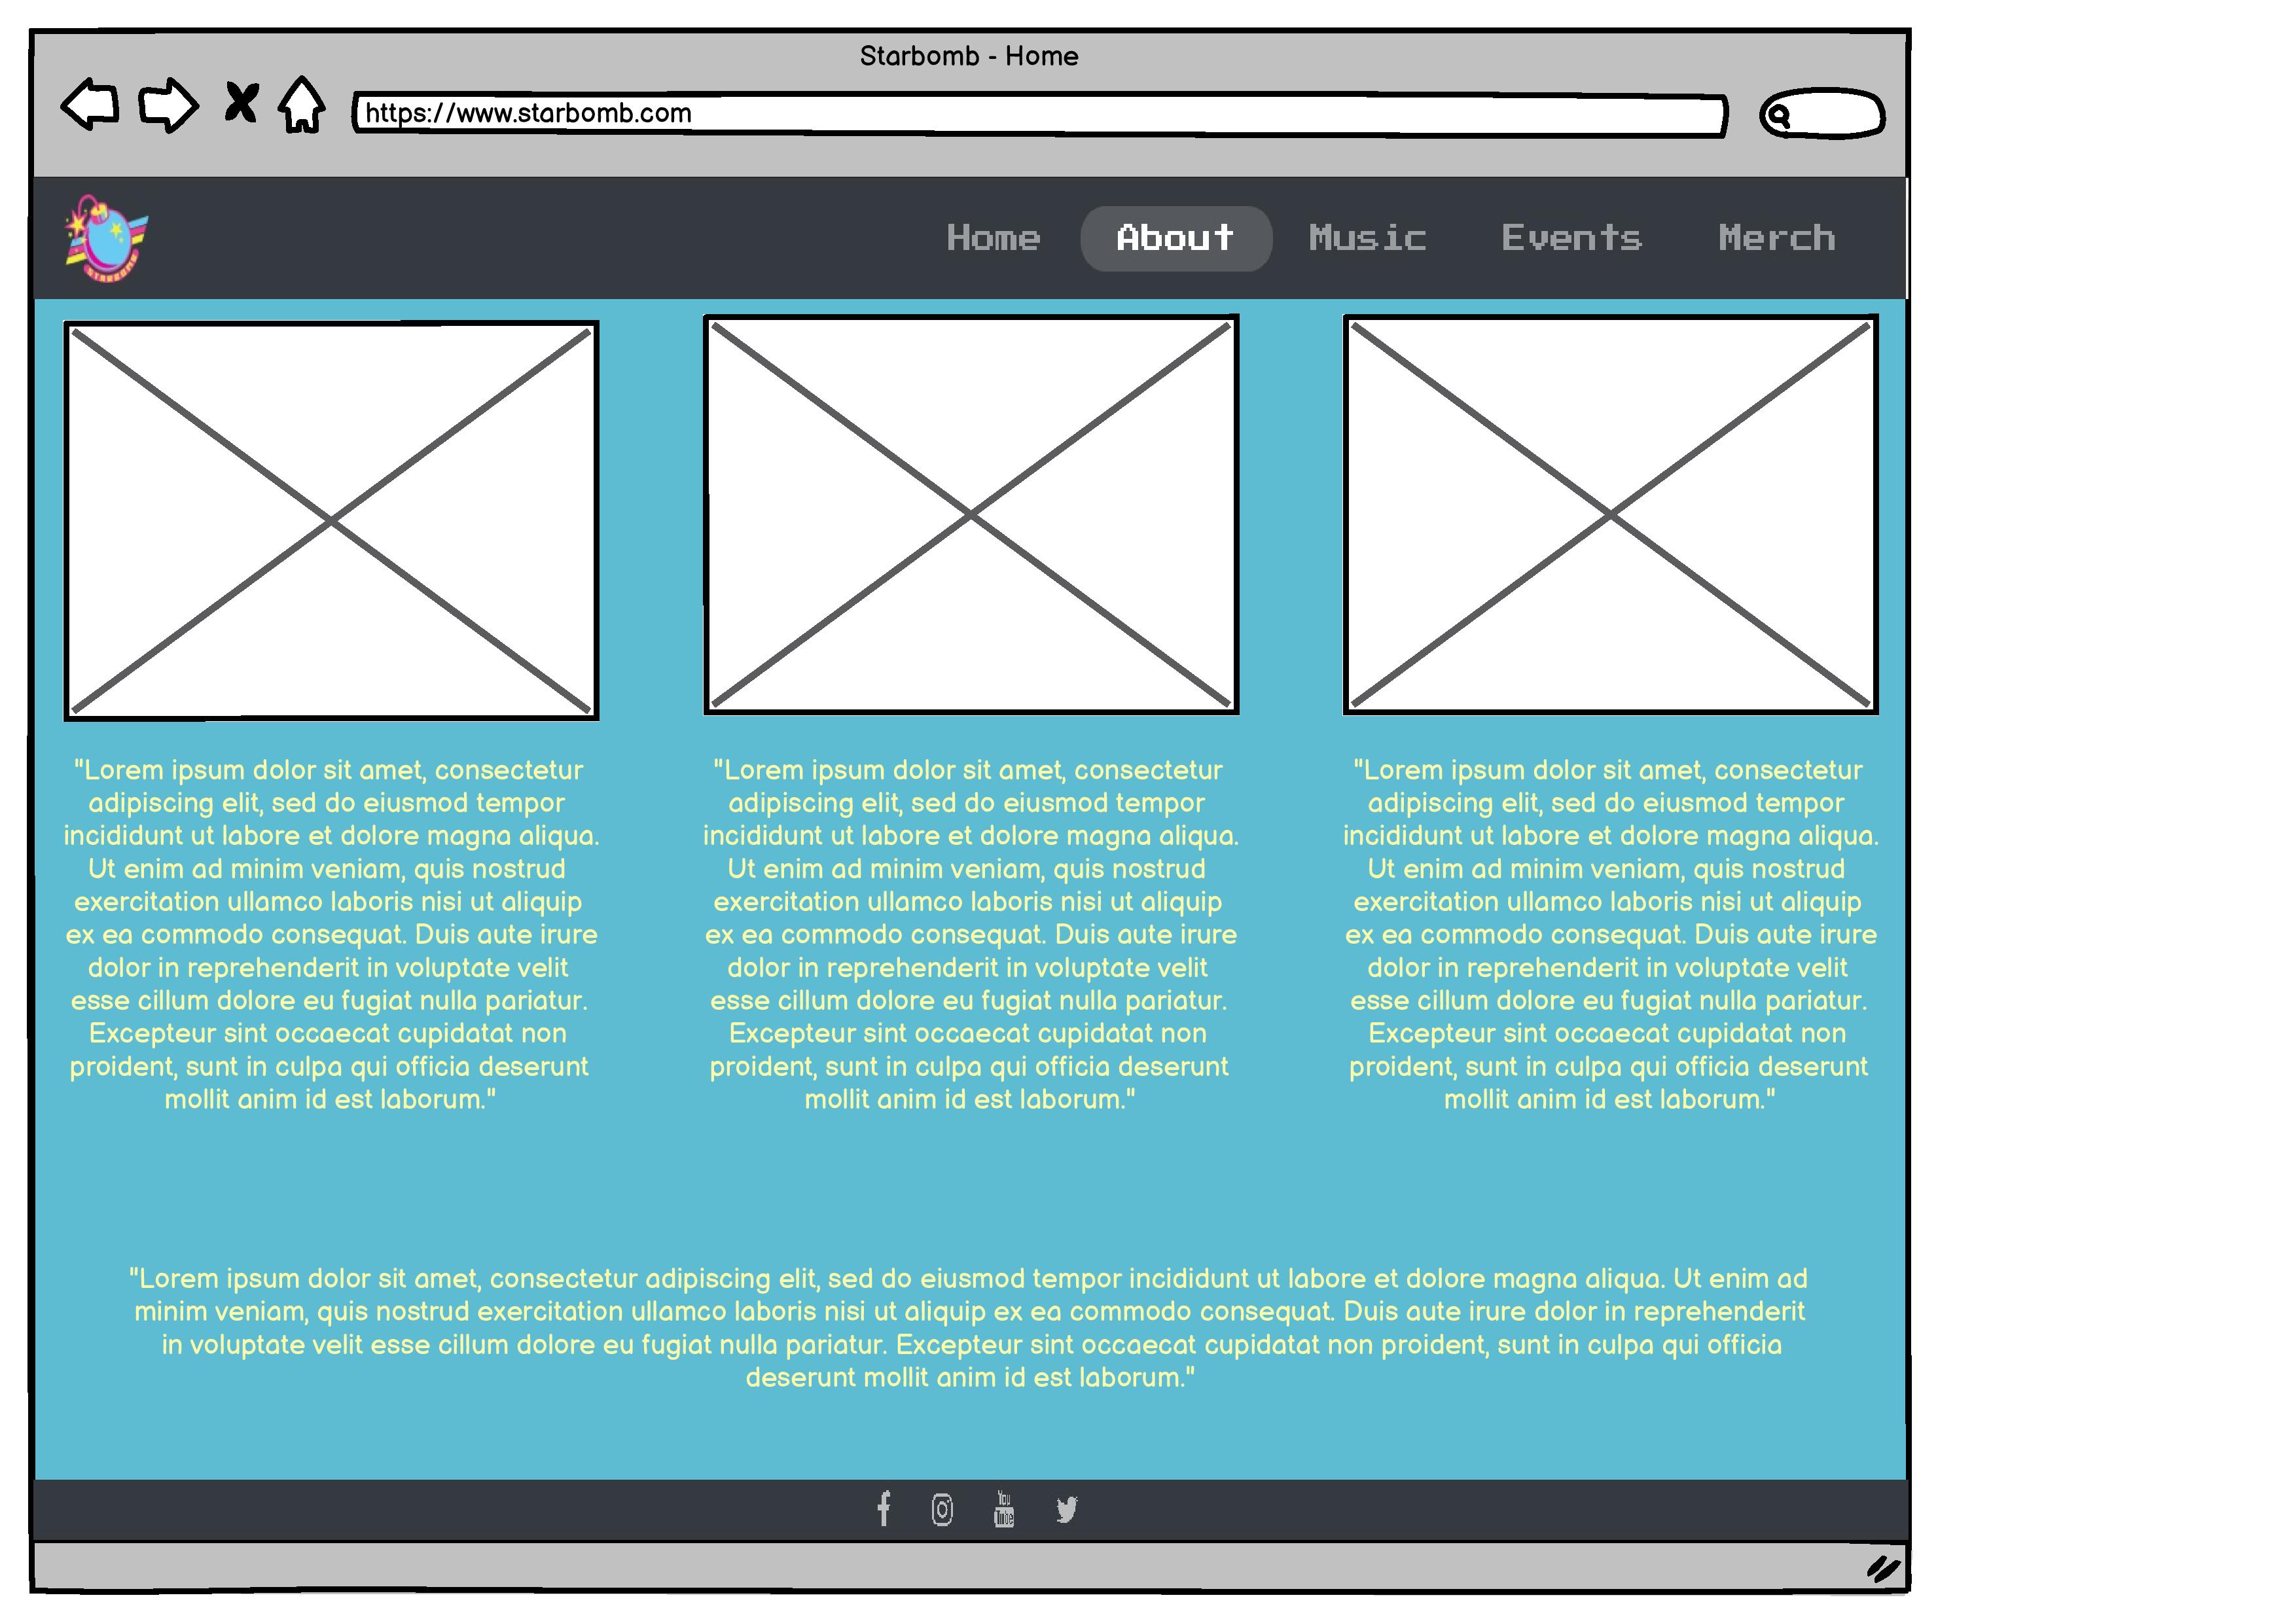 Starbomb - Home
https://www.starbomb.com
STARBOMB
Home About Music Events Merch
"Lorem ipsum dolor sit amet, consectetur
adipiscing elit, sed do eiusmod tempor
incididunt ut labore et dolore magna aliqua.
Ut enim ad minim veniam, quis nostrud
exercitation ullamco laboris nisi ut aliquip
ex ea commodo consequat. Duis aute irure
dolor in reprehenderit in voluptate velit
esse cillum dolore eu fugiat nulla pariatur.
Excepteur sint occaecat cupidatat non
proident, sunt in culpa qui officia deserunt
mollit anim id est laborum."
"Lorem ipsum dolor sit amet, consectetur
adipiscing elit, sed do eiusmod tempor
incididunt ut labore et dolore magna aliqua.
Ut enim ad minim veniam, quis nostrud
exercitation ullamco laboris nisi ut aliquip
ex ea commodo consequat. Duis aute irure
dolor in reprehenderit in voluptate velit
esse cillum dolore eu fugiat nulla pariatur.
Excepteur sint occaecat cupidatat non
proident, sunt in culpa qui officia deserunt
mollit anim id est laborum."
"Lorem ipsum dolor sit amet, consectetur
adipiscing elit, sed do eiusmod tempor
incididunt ut labore et dolore magna aliqua.
Ut enim ad minim veniam, quis nostrud
exercitation ullamco laboris nisi ut aliquip
ex ea commodo consequat. Duis aute irure
dolor in reprehenderit in voluptate velit
esse cillum dolore eu fugiat nulla pariatur.
Excepteur sint occaecat cupidatat non
proident, sunt in culpa qui officia deserunt
mollit anim id est laborum."
"Lorem ipsum dolor sit amet, consectetur adipiscing elit, sed do eiusmod tempor incididunt ut labore et dolore magna aliqua. Ut enim ad
minim veniam, quis nostrud exercitation ullamco laboris nisi ut aliquip ex ea commodo consequat. Duis aute irure dolor in reprehenderit
in voluptate velit esse cillum dolore eu fugiat nulla pariatur. Excepteur sint occaecat cupidatat non proident, sunt in culpa qui officia
deserunt mollit anim id est laborum."
You
Tube